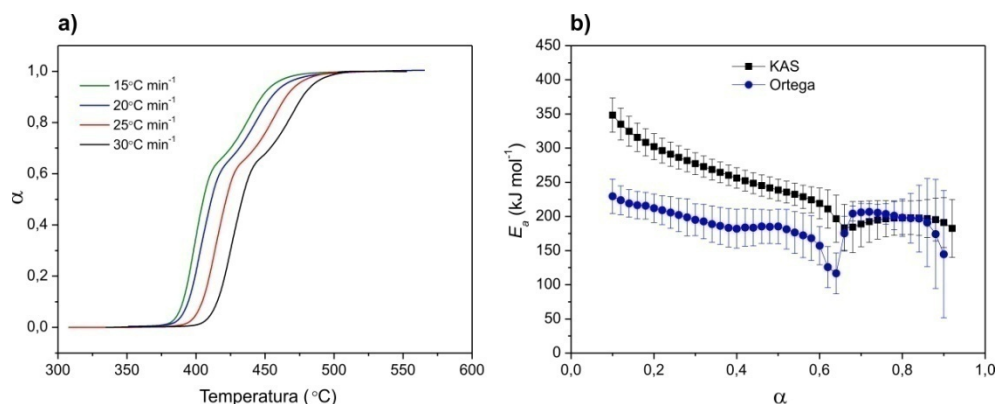 a)
1,0
0,8
0,6
0,4
0,2
0,0
15°C min⁻¹
20°C min⁻¹
25°C min⁻¹
30°C min⁻¹
α
300 350 400 450 500 550 600
Temperatura (°C)
b)
450
400
350
300
250
200
150
100
50
0
KAS
Ortega
Eₐ (kJ mol⁻¹)
0,0 0,2 0,4 0,6 0,8 1,0
α